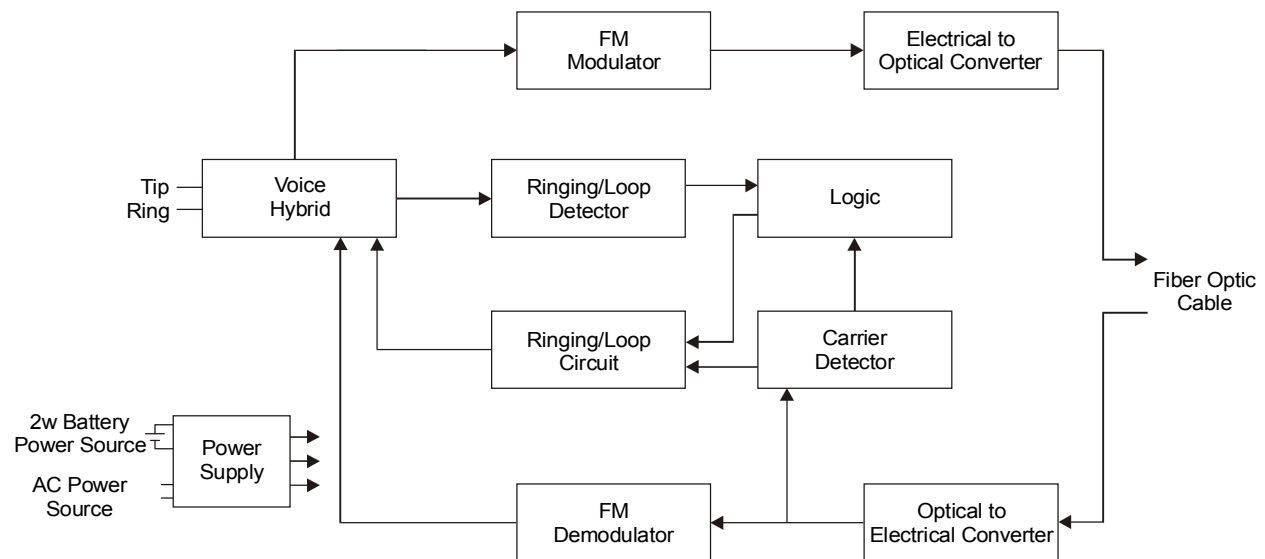 FM
Modulator
Electrical to
Optical Converter
Tip
Ring
Voice
Hybrid
Ringing/Loop
Detector
Logic
Fiber Optic
Cable
Ringing/Loop
Circuit
Carrier
Detector
2w Battery
Power Source
Power
Supply
AC Power
Source
FM
Demodulator
Optical to
Electrical Converter